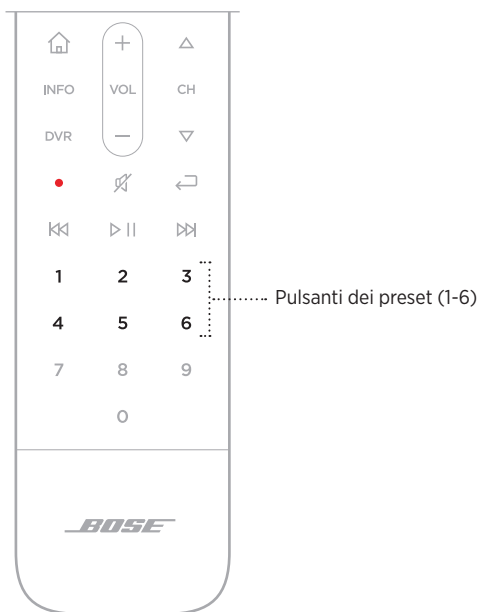 INFO VOL CH
DVR
1 2 3
Pulsanti dei preset (1-6)
4 5 6
7 8 9
0
BOSE